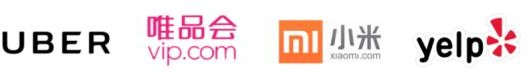 UBER
唯品会
vip.com
mi 小米
xiaomi.com
yelp